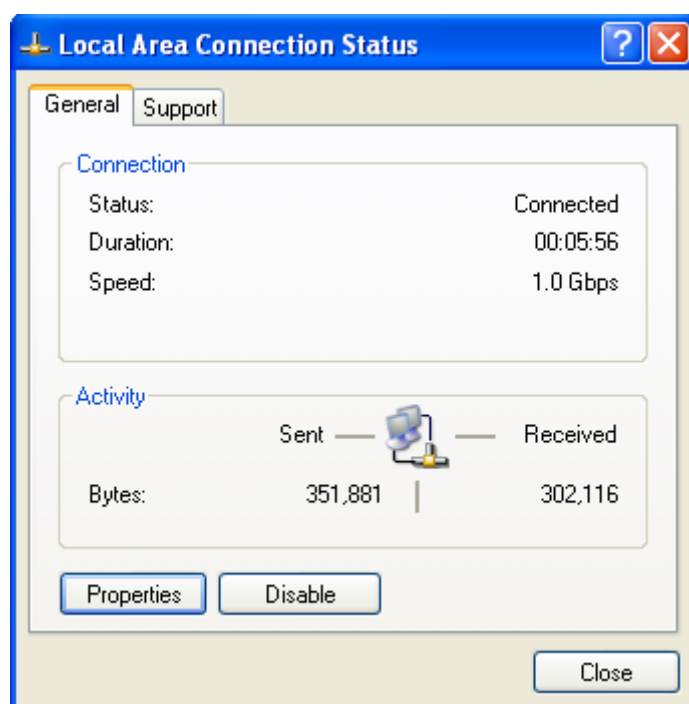 Local Area Connection Status
General Support
Connection
Status: Connected
Duration: 00:05:56
Speed: 1.0 Gbps
Activity
Sent Received
Bytes: 351,881 302,116
Properties Disable
Close